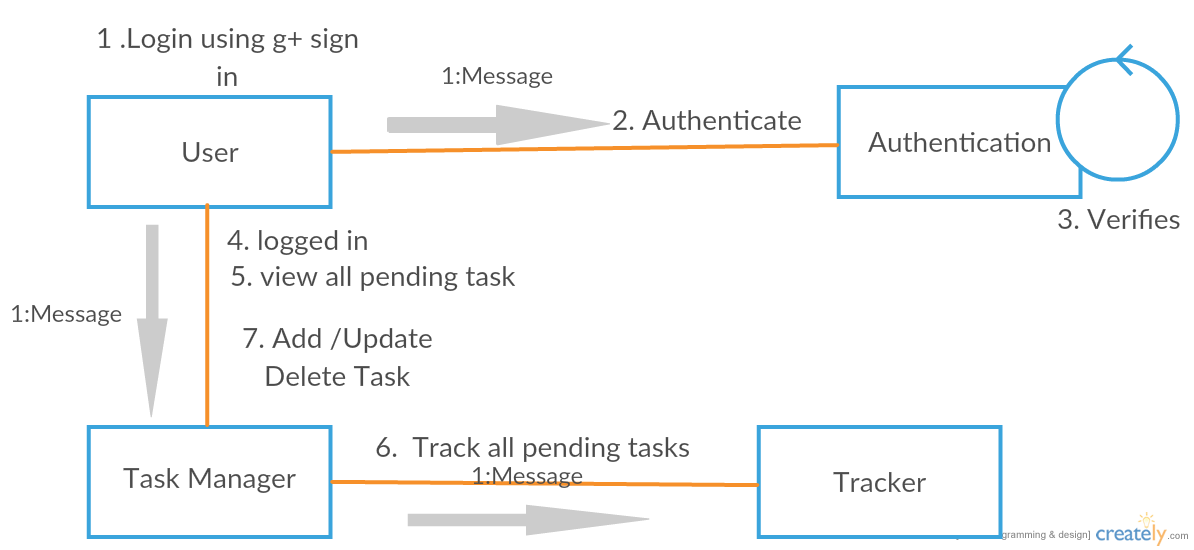 1 .Login using g+ sign
in
1:Message
2. Authenticate
User
Authentication
3. Verifies
4. logged in
5. view all pending task
1:Message
7. Add /Update
Delete Task
6.  Track all pending tasks
1:Message
Task Manager
Tracker
& design] creately.com